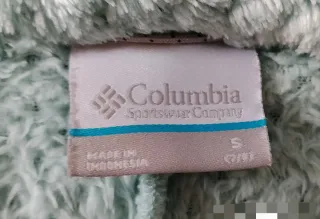 Columbia
Sportswear Company
S
MADE IN
INDONESIA
(7/8)